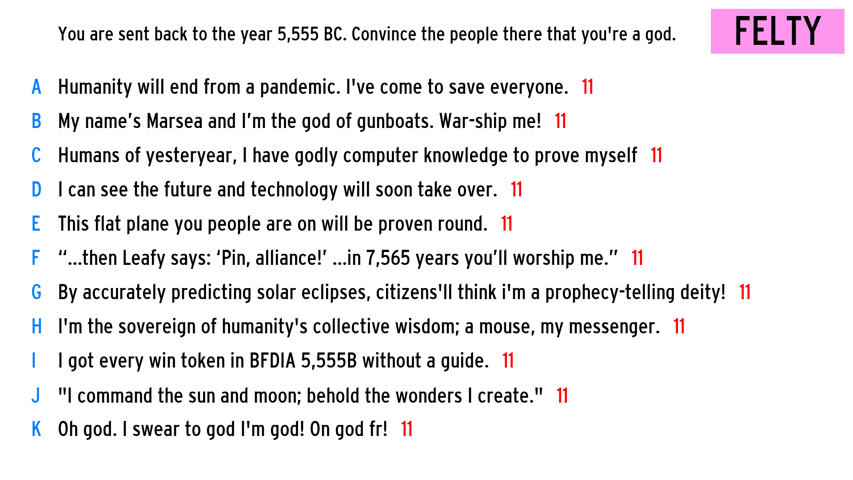 You are sent back to the year 5,555 BC. Convince the people there that you're a god.
FELTY
A Humanity will end from a pandemic. I've come to save everyone. 11
B My name’s Marsea and I’m the god of gunboats. War-ship me! 11
C Humans of yesteryear, I have godly computer knowledge to prove myself 11
D I can see the future and technology will soon take over. 11
E This flat plane you people are on will be proven round. 11
F “...then Leafy says: ‘Pin, alliance!’ ...in 7,565 years you’ll worship me.” 11
G By accurately predicting solar eclipses, citizens'll think i'm a prophecy-telling deity! 11
H I'm the sovereign of humanity's collective wisdom; a mouse, my messenger. 11
I I got every win token in BFDIA 5,555B without a guide. 11
J "I command the sun and moon; behold the wonders I create." 11
K Oh god. I swear to god I'm god! On god fr! 11